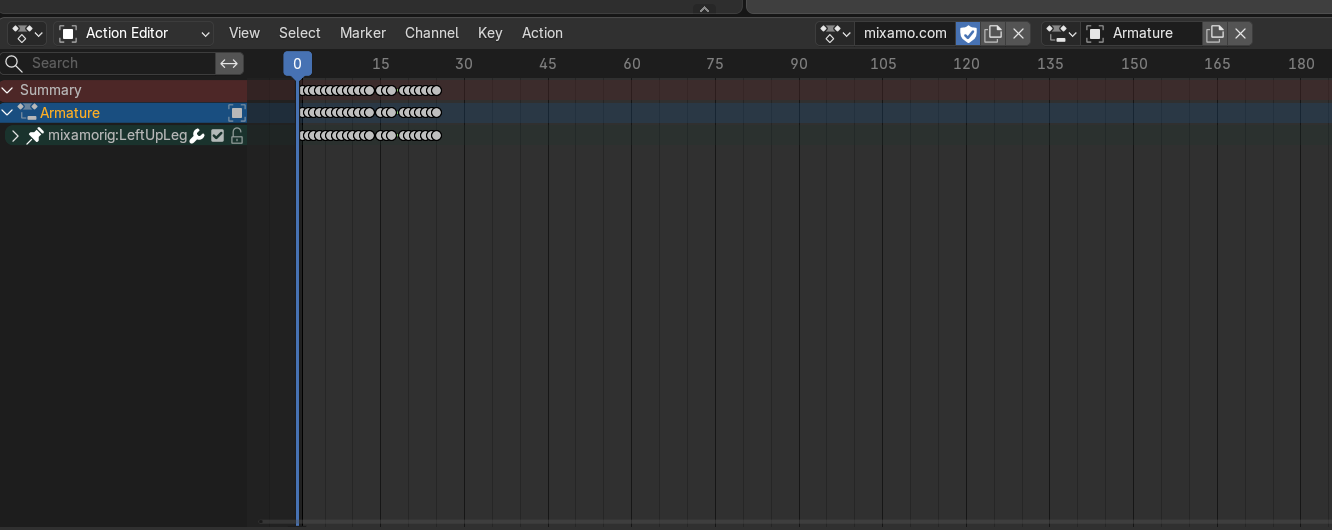 Action Editor View Select Marker Channel Key Action mixamo.com Armature
Search 0 15 30 45 60 75 90 105 120 135 150 165 180
Summary
Armature
mixamorig:LeftUpLeg